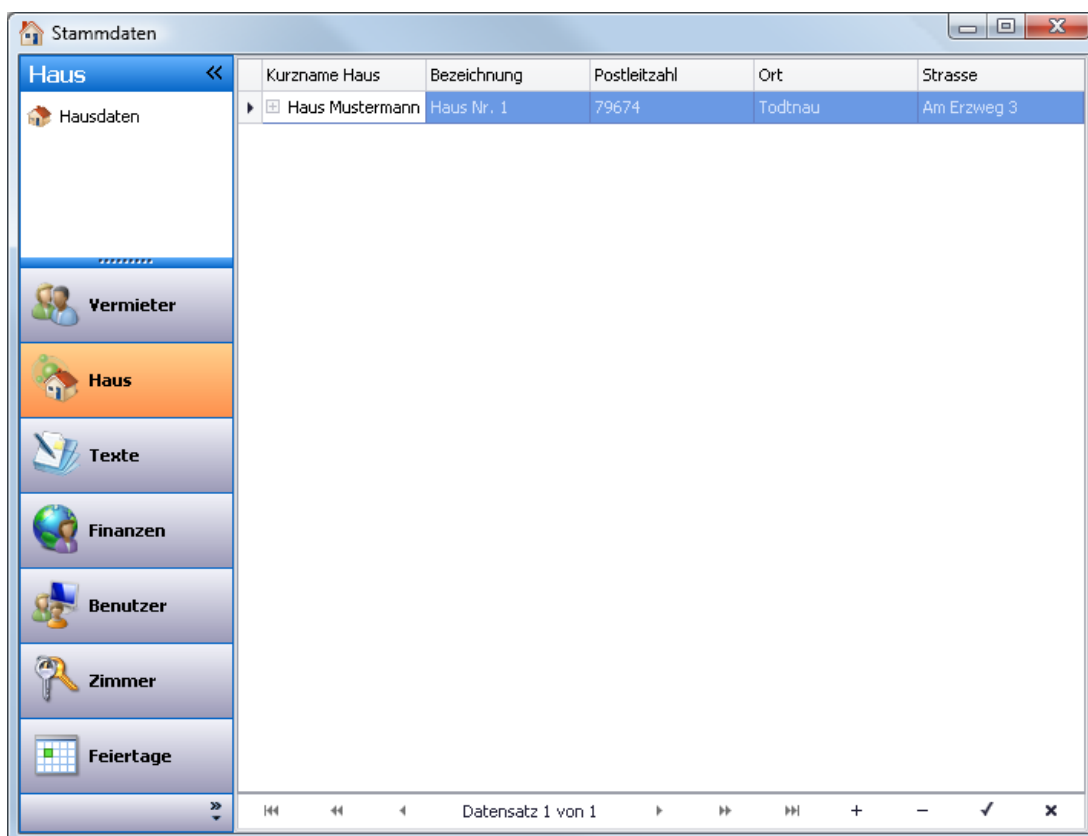 Stammdaten
Haus
Hausdaten
Vermieter
Haus
Texte
Finanzen
Benutzer
Zimmer
Feiertage
Kurzname Haus Bezeichnung Postleitzahl Ort Strasse
Haus Mustermann Haus Nr. 1 79674 Todtnau Am Erzweg 3
Datensatz 1 von 1